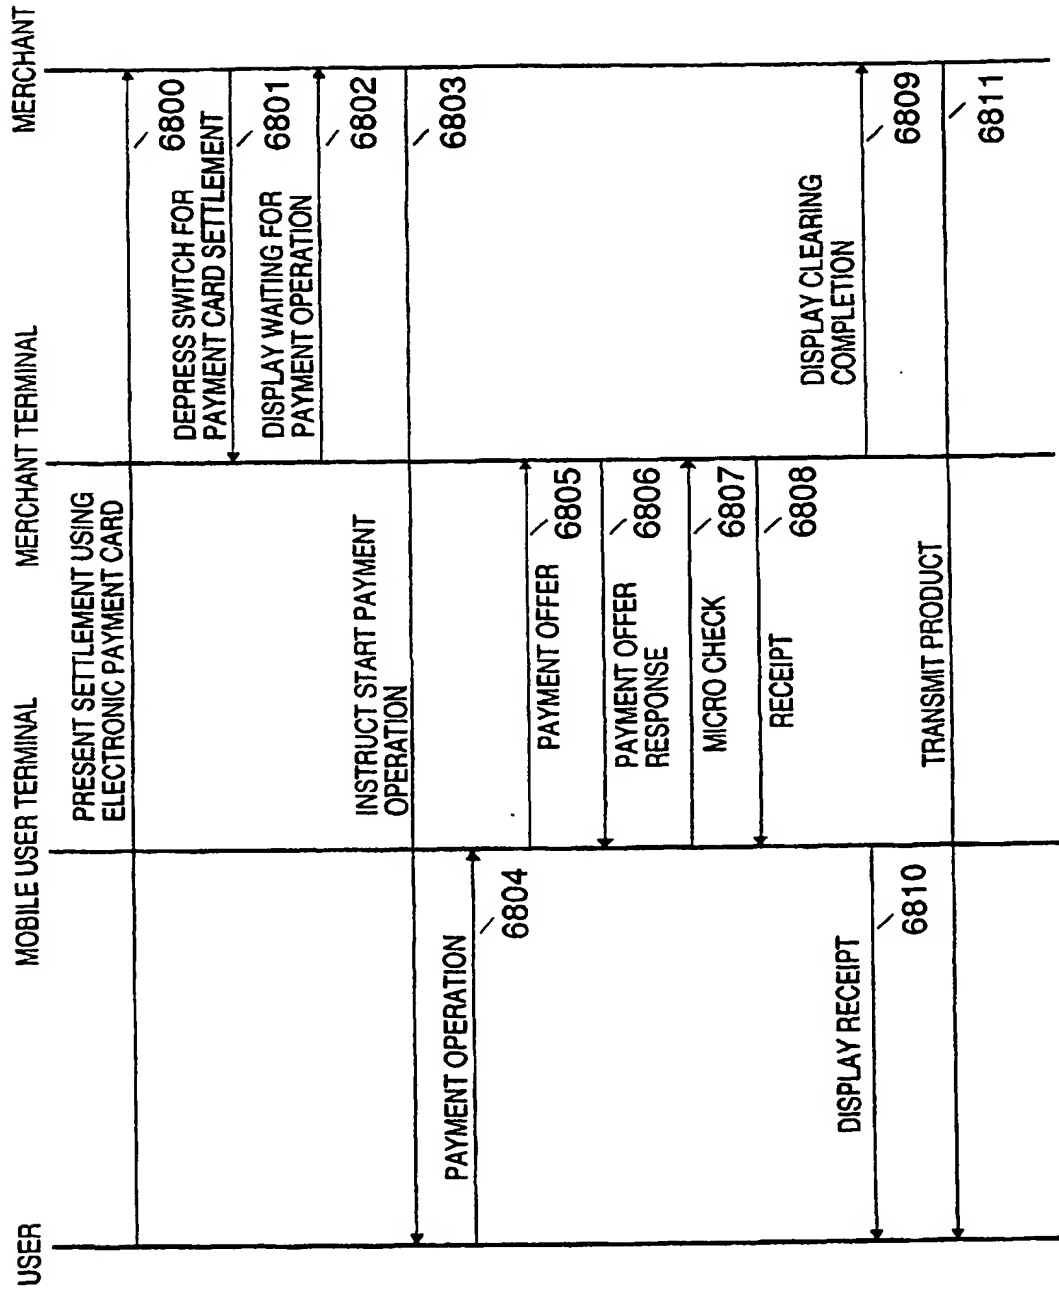 USER
MOBILE USER TERMINAL
MERCHANT TERMINAL
MERCHANT
PRESENT SETTLEMENT USING
ELECTRONIC PAYMENT CARD
6800
DEPRESS SWITCH FOR
PAYMENT CARD SETTLEMENT
6801
DISPLAY WAITING FOR
PAYMENT OPERATION
6802
INSTRUCT START PAYMENT
OPERATION
6803
PAYMENT OPERATION
6804
PAYMENT OFFER
6805
PAYMENT OFFER
RESPONSE
6806
MICRO CHECK
6807
RECEIPT
6808
DISPLAY CLEARING
COMPLETION
6809
DISPLAY RECEIPT
6810
TRANSMIT PRODUCT
6811